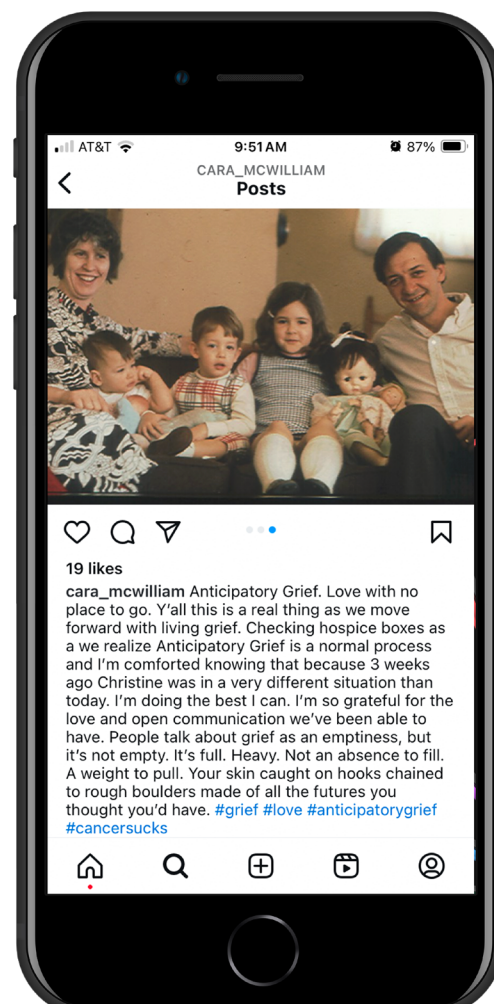 AT&T
9:51 AM
87%
CARA_MCWILLIAM
Posts
19 likes
cara_mcwilliam Anticipatory Grief. Love with no
place to go. Y'all this is a real thing as we move
forward with living grief. Checking hospice boxes as
a we realize Anticipatory Grief is a normal process
and I'm comforted knowing that because 3 weeks
ago Christine was in a very different situation than
today. I'm doing the best I can. I'm so grateful for the
love and open communication we've been able to
have. People talk about grief as an emptiness, but
it's not empty. It's full. Heavy. Not an absence to fill.
A weight to pull. Your skin caught on hooks chained
to rough boulders made of all the futures you
thought you'd have. #grief #love #anticipatorygrief
#cancersucks